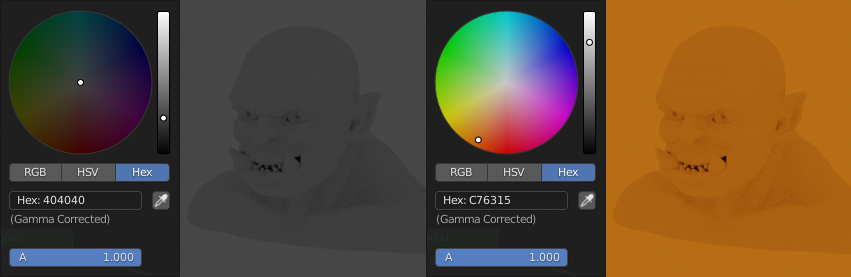 RGB HSV Hex
Hex: 404040
(Gamma Corrected)
A 1.000
RGB HSV Hex
Hex: C76315
(Gamma Corrected)
A 1.000